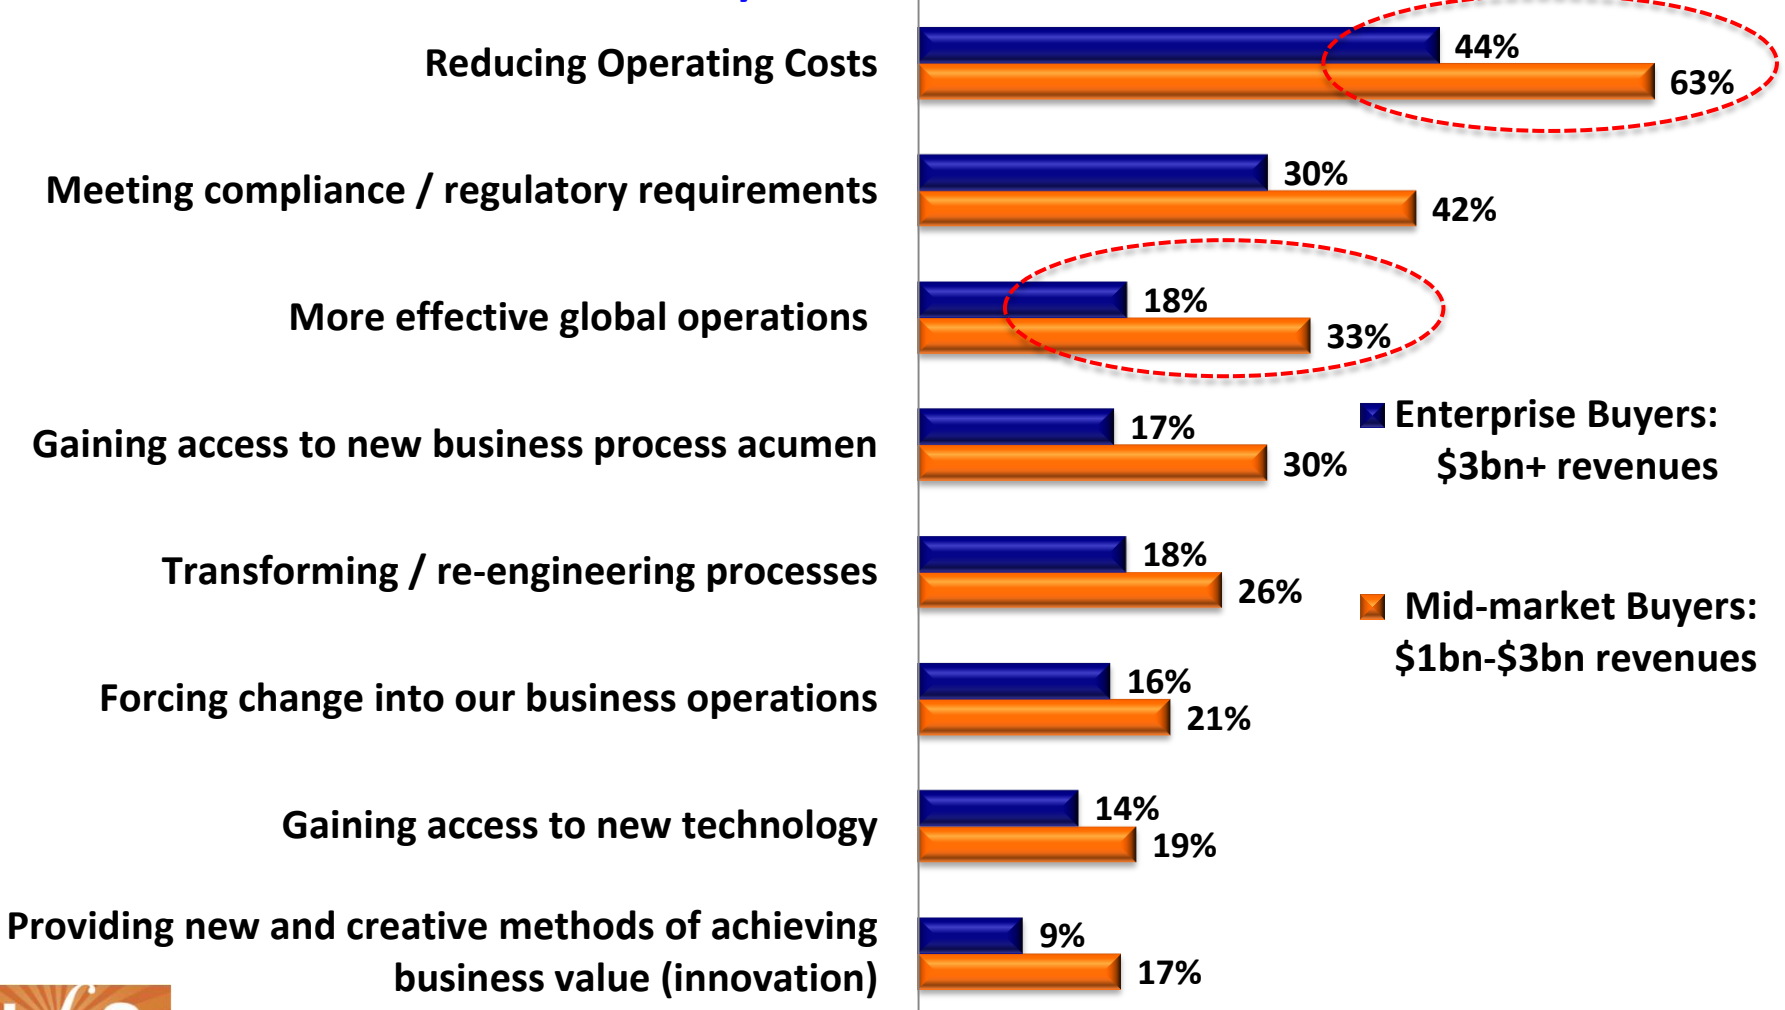 Reducing Operating Costs
44%
63%
Meeting compliance / regulatory requirements
30%
42%
More effective global operations
18%
33%
Gaining access to new business process acumen
17%
30%
Enterprise Buyers:
$3bn+ revenues
Transforming / re-engineering processes
18%
26%
Mid-market Buyers:
$1bn-$3bn revenues
Forcing change into our business operations
16%
21%
Gaining access to new technology
14%
19%
Providing new and creative methods of achieving
business value (innovation)
9%
17%